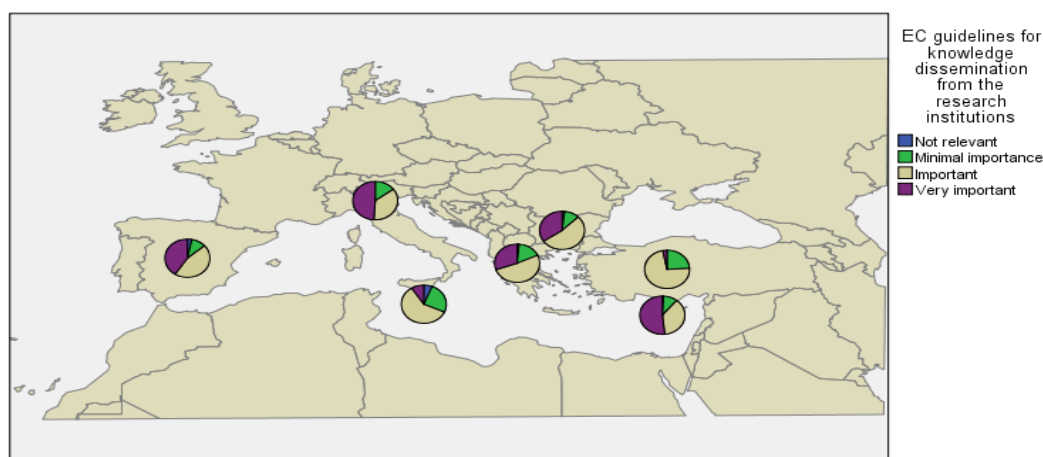 EC guidelines for
knowledge
dissemination
from the
research
institutions
Not relevant
Minimal importance
Important
Very important